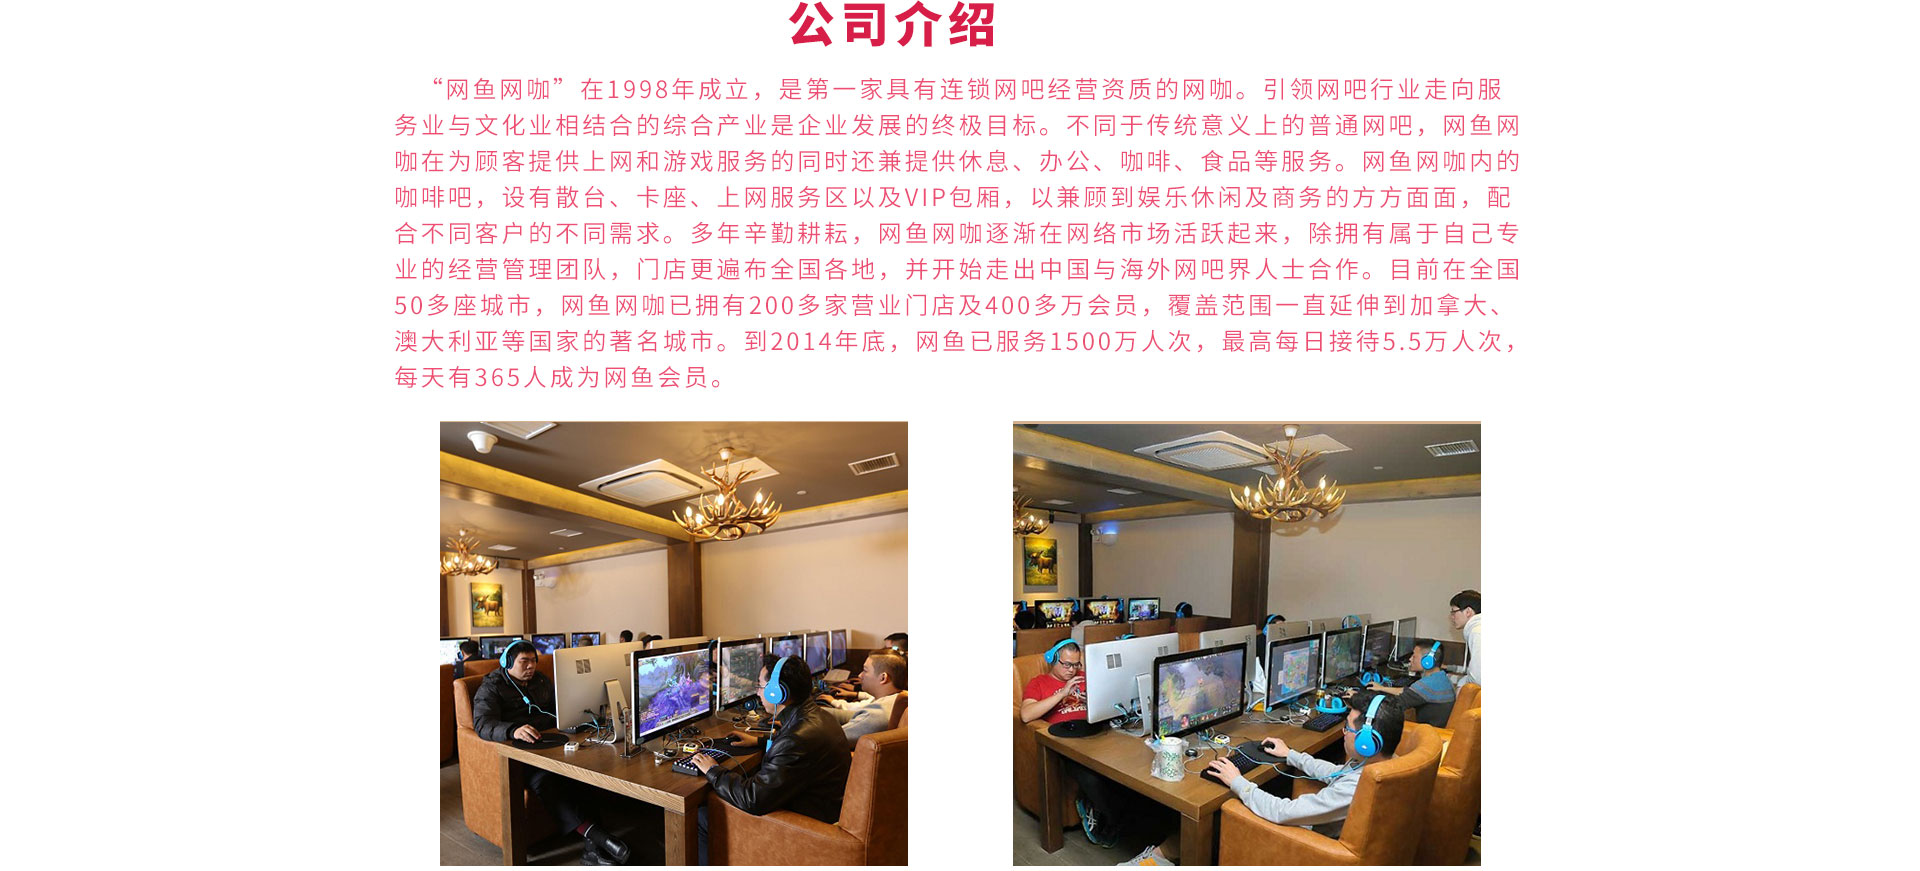 公司介绍
“网鱼网咖”在1998年成立，是第一家具有连锁网吧经营资质的网咖。引领网吧行业走向服
务业与文化业相结合的综合产业是企业发展的终极目标。不同于传统意义上的普通网吧，网鱼网
咖在为顾客提供上网和游戏服务的同时还兼提供休息、办公、咖啡、食品等服务。网鱼网咖内的
咖啡吧，设有散台、卡座、上网服务区以及VIP包厢，以兼顾到娱乐休闲及商务的方方面面，配
合不同客户的不同需求。多年辛勤耕耘，网鱼网咖逐渐在网络市场活跃起来，除拥有属于自己专
业的经营管理团队，门店更遍布全国各地，并开始走出中国与海外网吧界人士合作。目前在全国
50多座城市，网鱼网咖已拥有200多家营业门店及400多万会员，覆盖范围一直延伸到加拿大、
澳大利亚等国家的著名城市。到2014年底，网鱼已服务1500万人次，最高每日接待5.5万人次，
每天有365人成为网鱼会员。